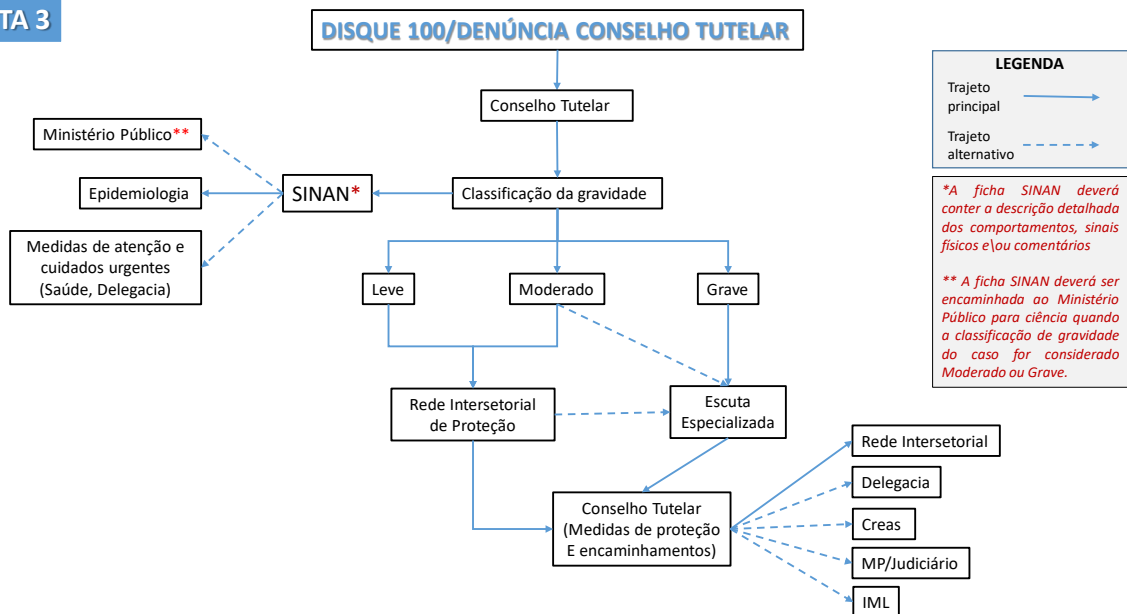 TA 3
DISQUE 100/DENÚNCIA CONSELHO TUTELAR
LEGENDA
Trajeto
principal
Trajeto
alternativo
Conselho Tutelar
Ministério Público**
Epidemiologia
SINAN*
Classificação da gravidade
Medidas de atenção e
cuidados urgentes
(Saúde, Delegacia)
*A ficha SINAN deverá
conter a descrição detalhada
dos comportamentos, sinais
físicos e\ou comentários
** A ficha SINAN deverá ser
encaminhada ao Ministério
Público para ciência quando
a classificação de gravidade
do caso for considerado
Moderado ou Grave.
Leve
Moderado
Grave
Rede Intersetorial
de Proteção
Escuta
Especializada
Conselho Tutelar
(Medidas de proteção
E encaminhamentos)
Rede Intersetorial
Delegacia
Creas
MP/Judiciário
IML